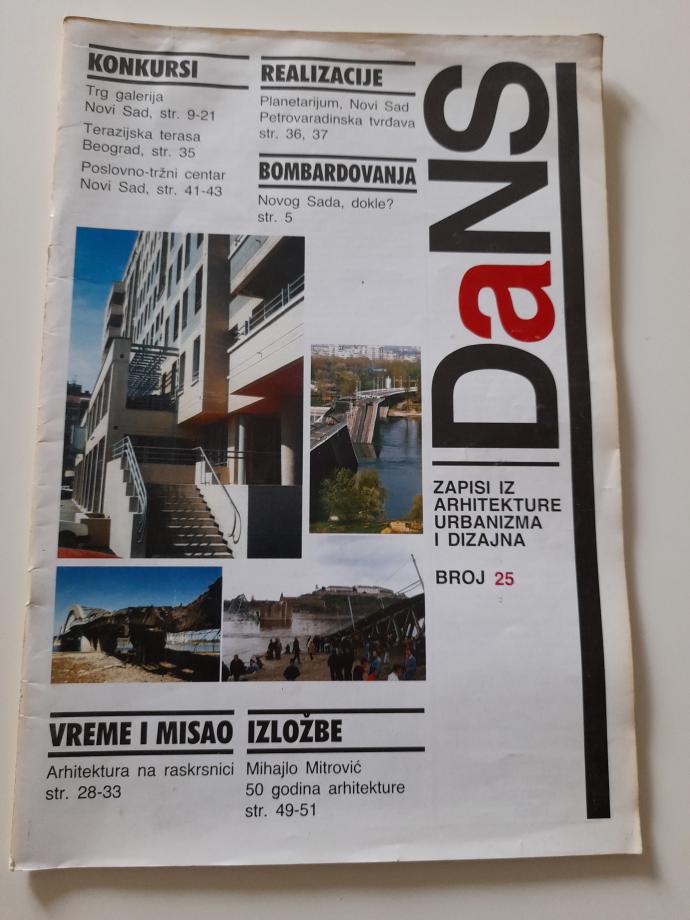 KONKURSI
Trg galerija
Novi Sad, str. 9-21
Terazijska terasa
Beograd, str. 35
Poslovno-tržni centar
Novi Sad, str. 41-43
REALIZACIJE
Planetarijum, Novi Sad
Petrovaradinska tvrđava
str. 36, 37
BOMBARDOVANJA
Novog Sada, dokle?
str. 5
DaNS
ZAPISI IZ
ARHITEKTURE
URBANIZMA
I DIZAJNA
BROJ 25
VREME I MISAO
Arhitektura na raskrsnici
str. 28-33
IZLOŽBE
Mihajlo Mitrović
50 godina arhitekture
str. 49-51